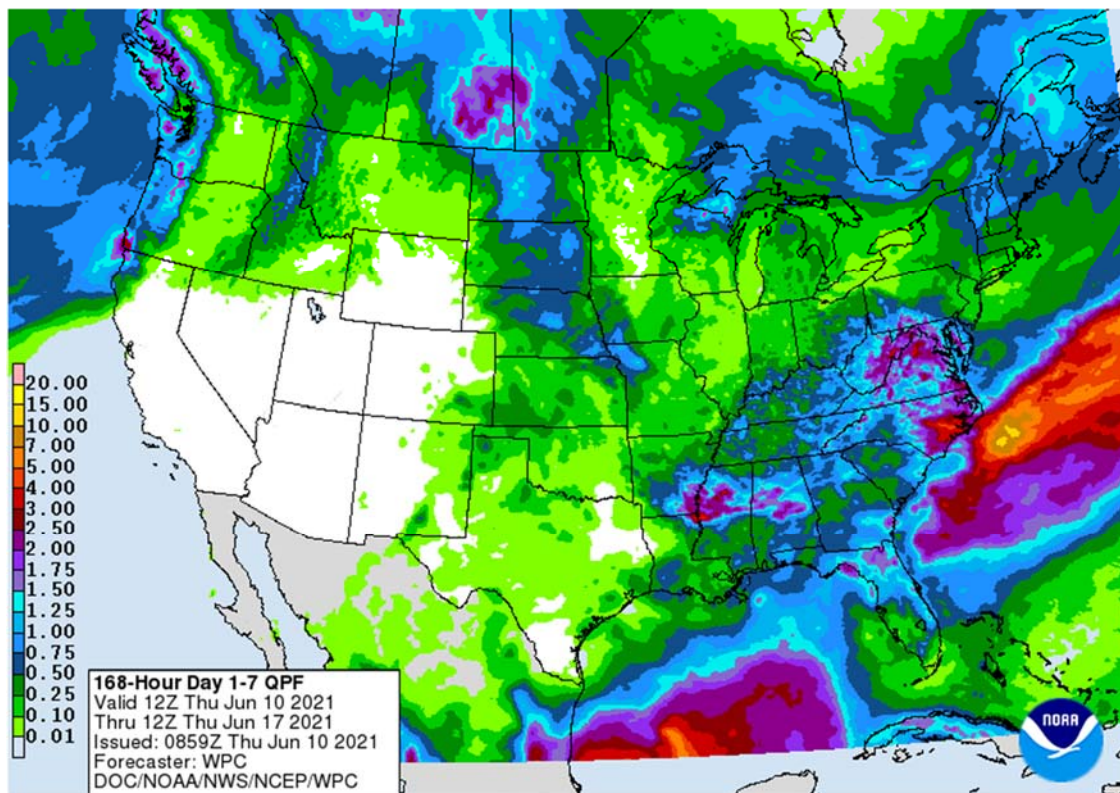 20.00
15.00
10.00
7.00
5.00
4.00
3.00
2.50
2.00
1.75
1.50
1.25
1.00
0.75
0.50
0.25
0.10
0.01
168-Hour Day 1-7 QPF
Valid 12Z Thu Jun 10 2021
Thru 12Z Thu Jun 17 2021
Issued: 0859Z Thu Jun 10 2021
Forecaster: WPC
DOC/NOAA/NWS/NCEP/WPC
NOAA